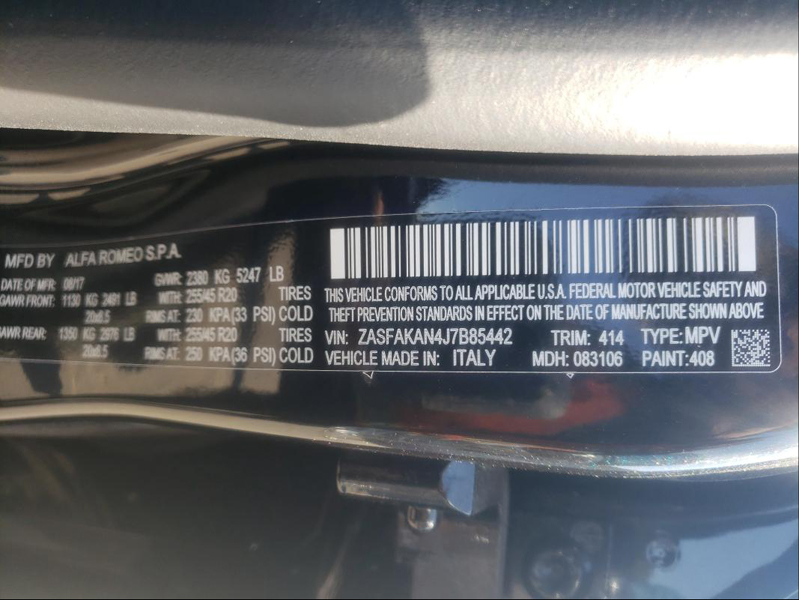 MFD BY ALFA ROMEO S.P.A.
DATE OF MFD: 08/17 GVWR: 2380 KG 5247 LB
GAWR FRONT: 1130 KG 2491 LB WITH 255/45 R20 TIRES
20x8.5 RIMS AT: 230 KPA (33 PSI) COLD
GAWR REAR: 1350 KG 2976 LB WITH 255/45 R20 TIRES
20x8.5 RIMS AT: 250 KPA (36 PSI) COLD
THIS VEHICLE CONFORMS TO ALL APPLICABLE U.S.A. FEDERAL MOTOR VEHICLE SAFETY AND
THEFT PREVENTION STANDARDS IN EFFECT ON THE DATE OF MANUFACTURE SHOWN ABOVE
VIN: ZASFAKAN4J7B85442 TRIM: 414 TYPE: MPV
VEHICLE MADE IN: ITALY MDH: 083106 PAINT: 408